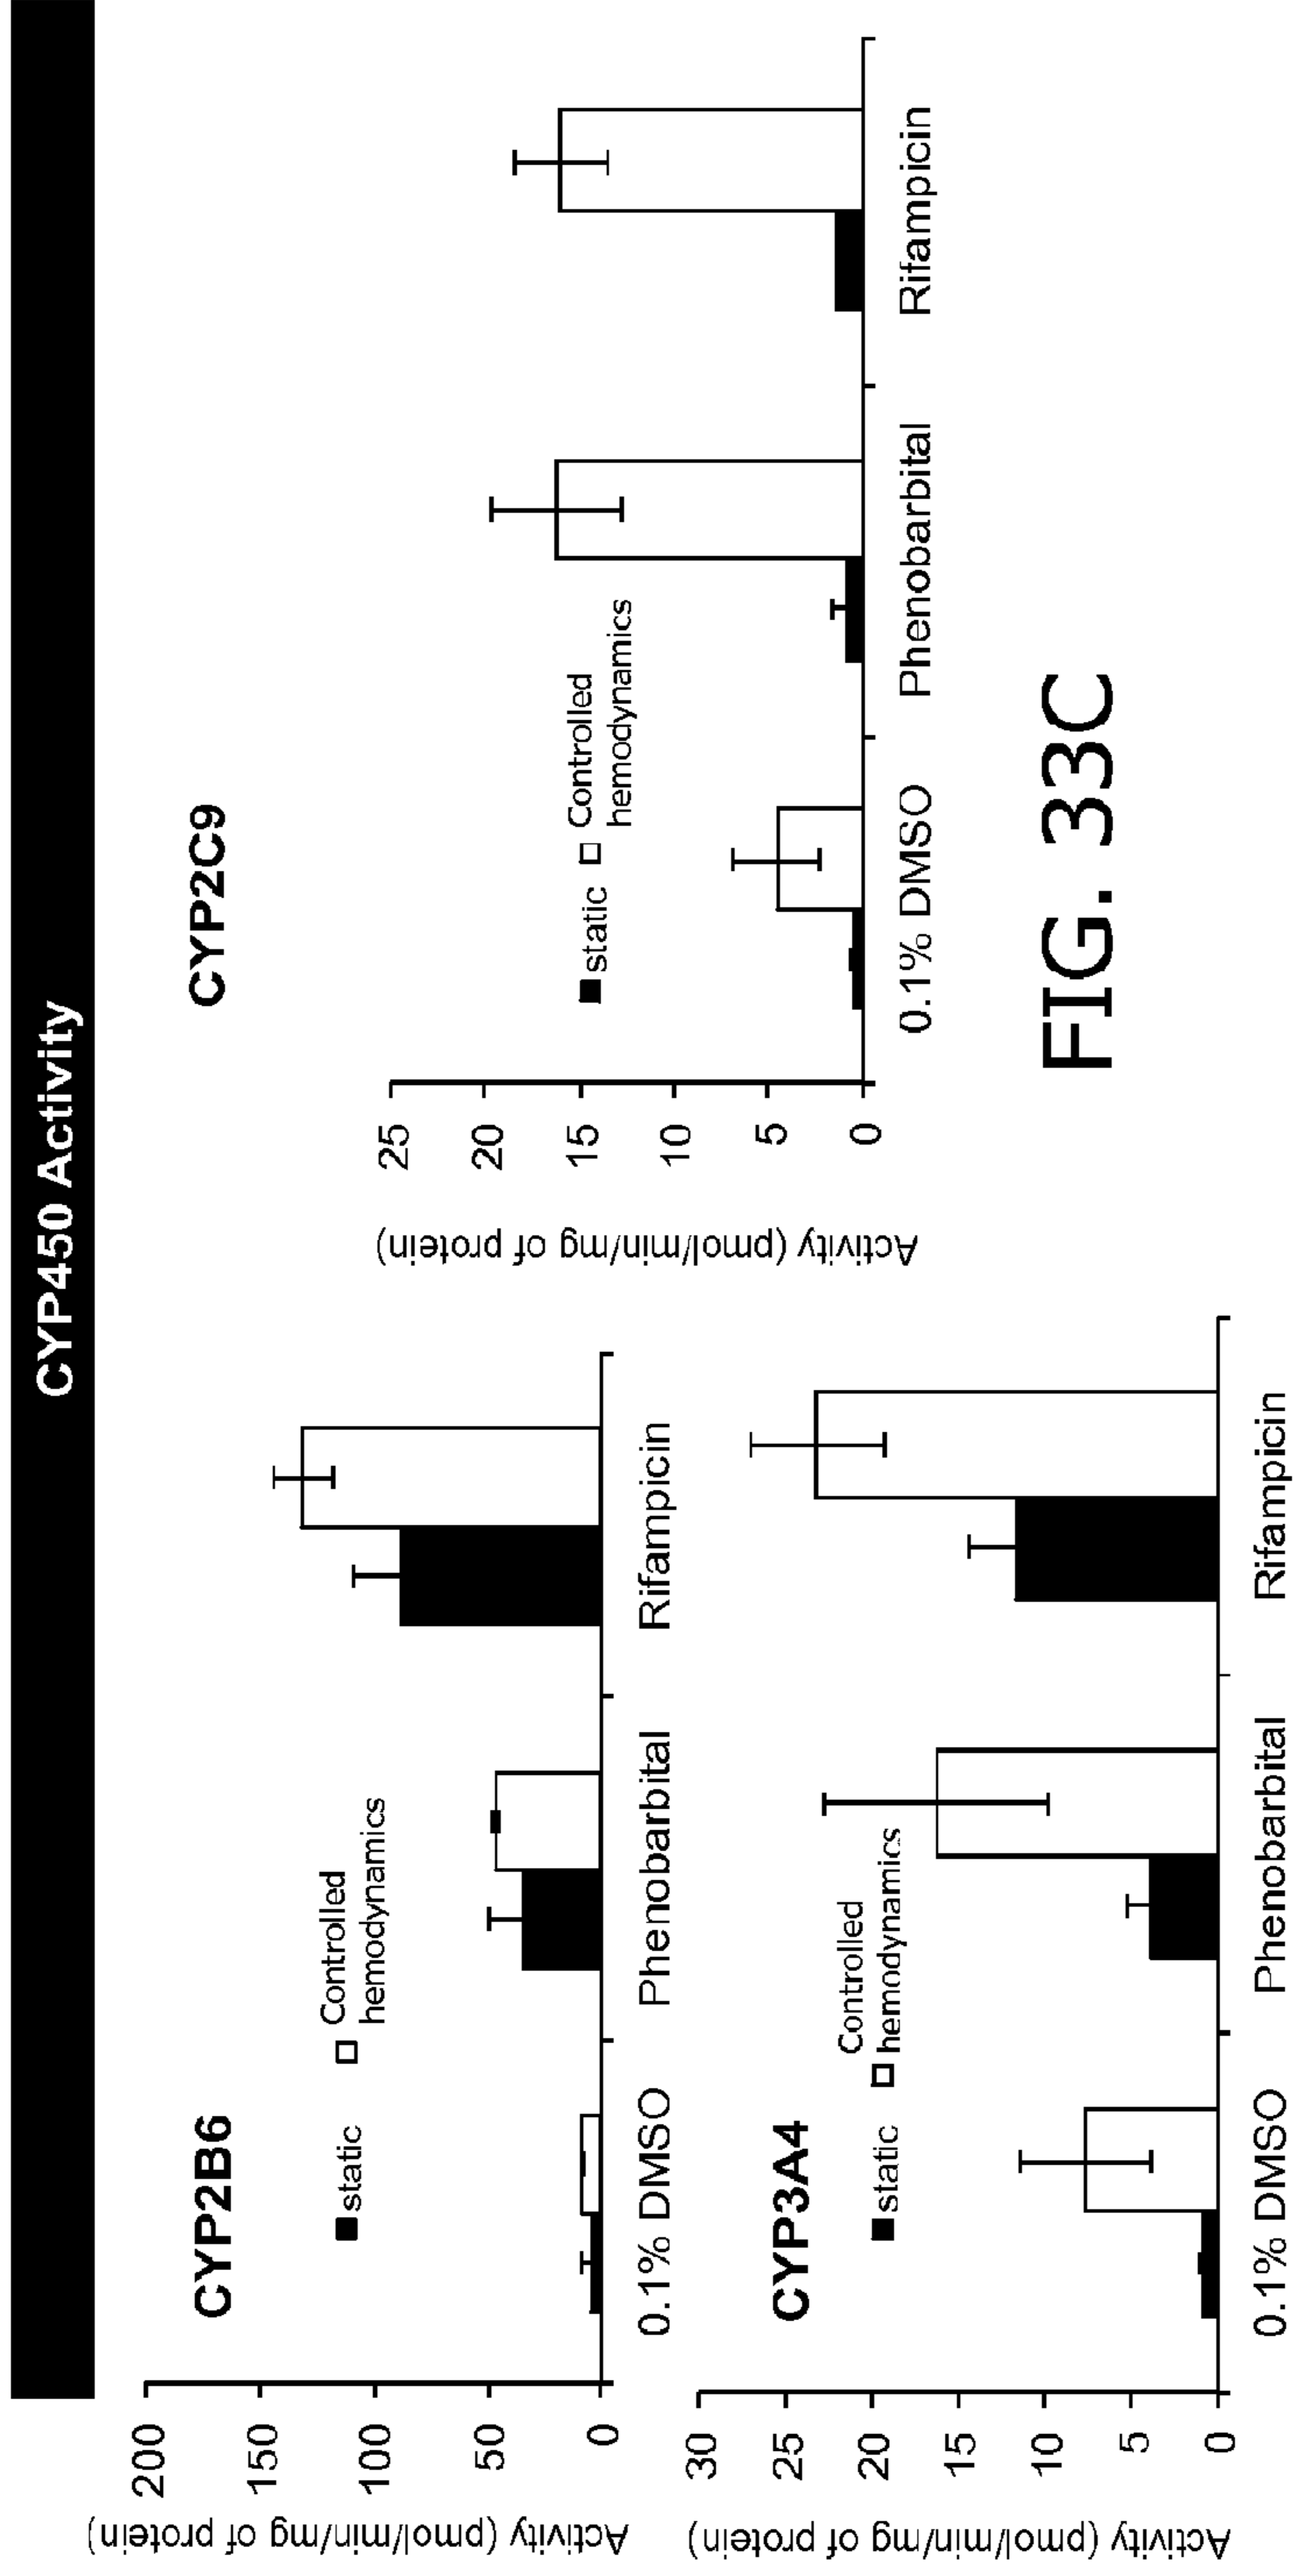 CYP450 Activity
CYP2B6
Activity (pmol/min/mg of protein)
200
150
100
50
0
static
Controlled
hemodynamics
0.1% DMSO
Phenobarbital
Rifampicin
CYP3A4
Activity (pmol/min/mg of protein)
30
25
20
15
10
5
0
static
Controlled
hemodynamics
0.1% DMSO
Phenobarbital
Rifampicin
CYP2C9
Activity (pmol/min/mg of protein)
25
20
15
10
5
0
static
Controlled
hemodynamics
0.1% DMSO
Phenobarbital
Rifampicin
FIG. 33C